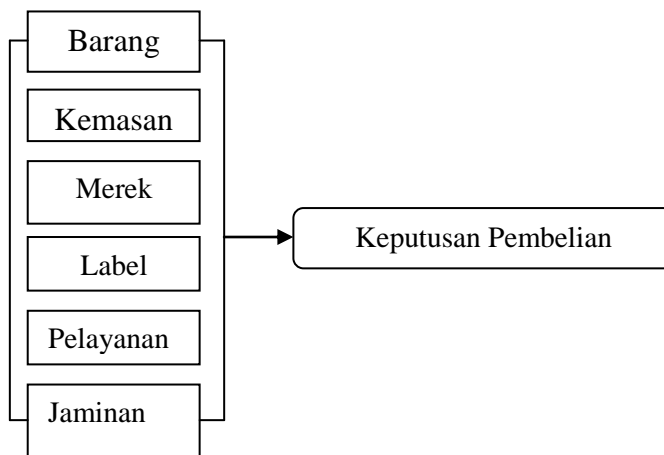 Barang
Kemasan
Merek
Label
Pelayanan
Jaminan
Keputusan Pembelian